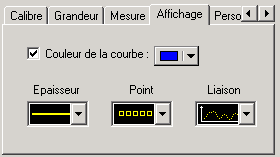 Calibre Grandeur Mesure Affichage Perso
Couleur de la courbe :
Epaisseur Point Liaison